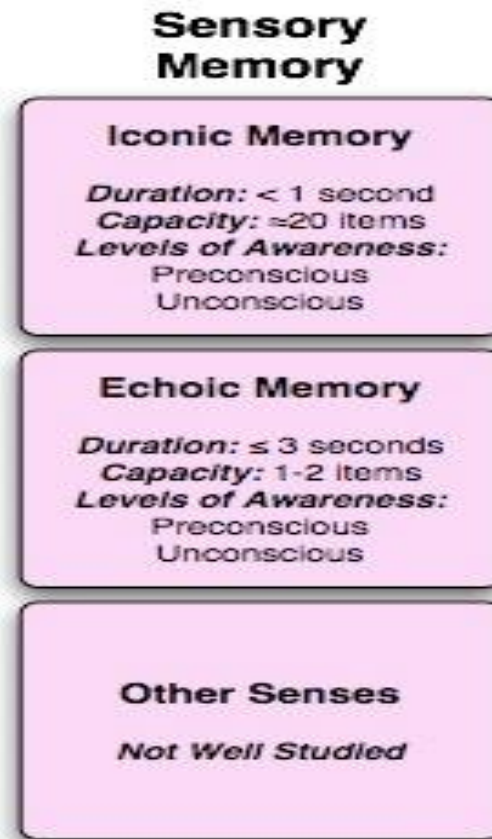 Sensory
Memory
Iconic Memory
Duration: < 1 second
Capacity: ≈20 items
Levels of Awareness:
Preconscious
Unconscious
Echoic Memory
Duration: ≤ 3 seconds
Capacity: 1-2 items
Levels of Awareness:
Preconscious
Unconscious
Other Senses
Not Well Studied